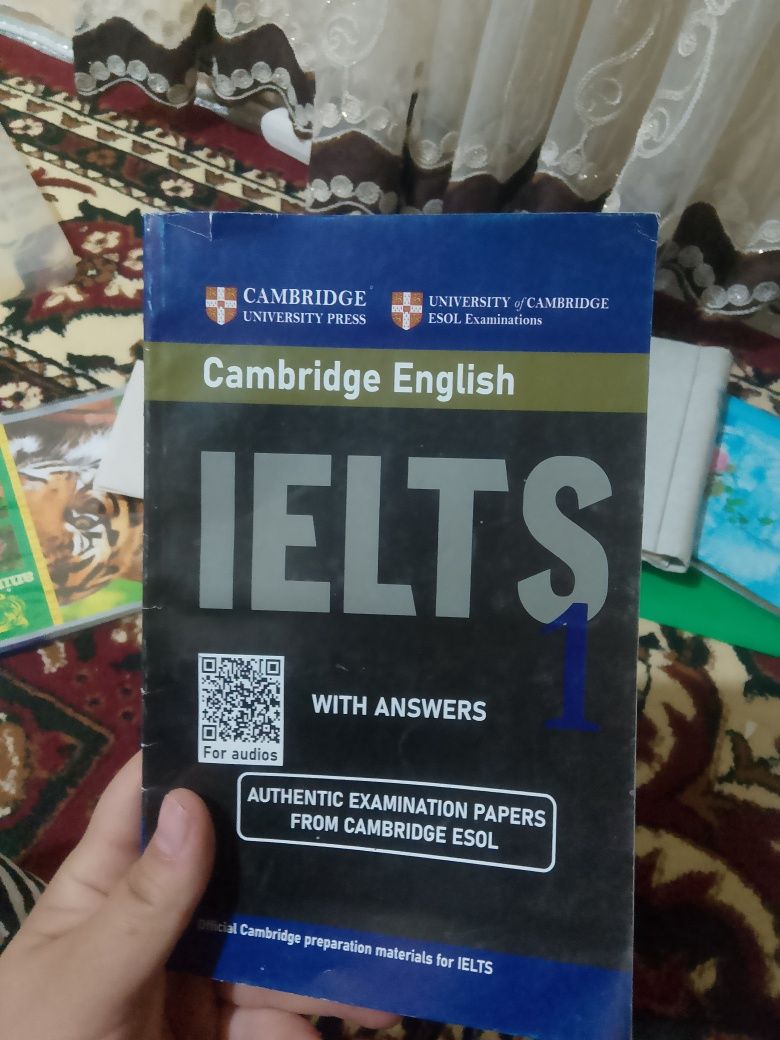 CAMBRIDGE
UNIVERSITY PRESS
UNIVERSITY of CAMBRIDGE
ESOL Examinations
Cambridge English
IELTS
1
WITH ANSWERS
For audios
AUTHENTIC EXAMINATION PAPERS
FROM CAMBRIDGE ESOL
Official Cambridge preparation materials for IELTS